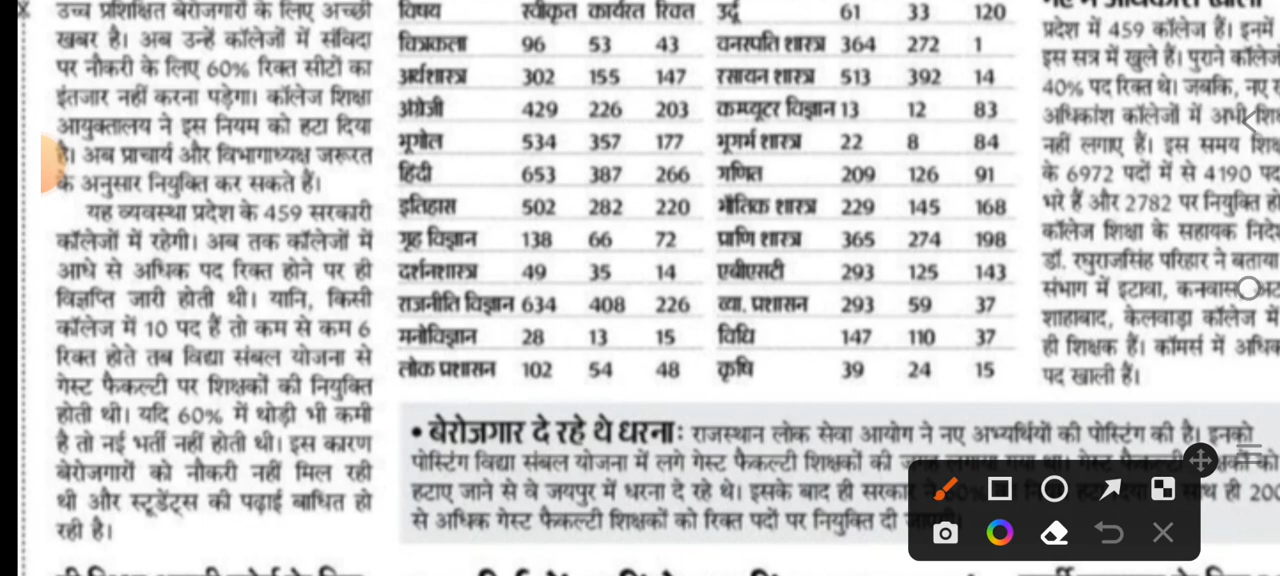 उच्च प्रशिक्षित बेरोजगारों के लिए अच्छी
खबर है। अब उन्हें कॉलेजों में संविदा
पर नौकरी के लिए 60% रिक्त सीटों का
इंतजार नहीं करना पड़ेगा। कॉलेज शिक्षा
आयुक्तालय ने इस नियम को हटा दिया
है। अब प्राचार्य और विभागाध्यक्ष जरूरत
के अनुसार नियुक्ति कर सकते हैं।
यह व्यवस्था प्रदेश के 459 सरकारी
कॉलेजों में रहेगी। अब तक कॉलेजों में
आधे से अधिक पद रिक्त होने पर ही
विज्ञप्ति जारी होती थी। यानि, किसी
कॉलेज में 10 पद हैं तो कम से कम 6
रिक्त होते तब विद्या संबल योजना से
गेस्ट फैकल्टी पर शिक्षकों की नियुक्ति
होती थी। यदि 60% में थोड़ी भी कमी
है तो नई भर्ती नहीं होती थी। इस कारण
बेरोजगारों को नौकरी नहीं मिल रही
थी और स्टूडेंट्स की पढ़ाई बाधित हो
रही है।
विषय स्वीकृत कार्यरत रिक्त
चित्रकला 96 53 43
अर्थशास्त्र 302 155 147
अंग्रेजी 429 226 203
भूगोल 534 357 177
हिंदी 653 387 266
इतिहास 502 282 220
गृह विज्ञान 138 66 72
दर्शनशास्त्र 49 35 14
राजनीति विज्ञान 634 408 226
मनोविज्ञान 28 13 15
लोक प्रशासन 102 54 48
उर्दू 61 33 120
वनस्पति शास्त्र 364 272 1
रसायन शास्त्र 513 392 14
कम्प्यूटर विज्ञान 13 12 83
भूगर्भ शास्त्र 22 8 84
गणित 209 126 91
भौतिक शास्त्र 229 145 168
प्राणि शास्त्र 365 274 198
एबीएसटी 293 125 143
व्या. प्रशासन 293 59 37
विधि 147 110 37
कृषि 39 24 15
प्रदेश में 459 कॉलेज हैं। इनमें
इस सत्र में खुले हैं। पुराने
40% पद रिक्त थे। जबकि, नए
अधिकांश कॉलेजों में अभी
नहीं लगाए हैं। इस समय
के 6972 पदों में से 4190 पद
भरे हैं और 2782 पर नियुक्ति
कॉलेज शिक्षा के सहायक
डॉ. रघुराजसिंह परिहार ने बताया
संभाग में इटावा, कनवास,
शाहाबाद, केलवाड़ा कॉलेज में
ही शिक्षक हैं। कॉमर्स में
पद खाली हैं।
• बेरोजगार दे रहे थे धरना: राजस्थान लोक सेवा आयोग ने नए अभ्यर्थियों की पोस्टिंग की है। इनको
पोस्टिंग विद्या संबल योजना में लगे गेस्ट फैकल्टी शिक्षकों की जगह लगाया गया था। गेस्ट फैकल्टी
हटाए जाने से वे जयपुर में धरना दे रहे थे। इसके बाद ही सरकार
से अधिक गेस्ट फैकल्टी शिक्षकों को रिक्त पदों पर नियुक्ति दी